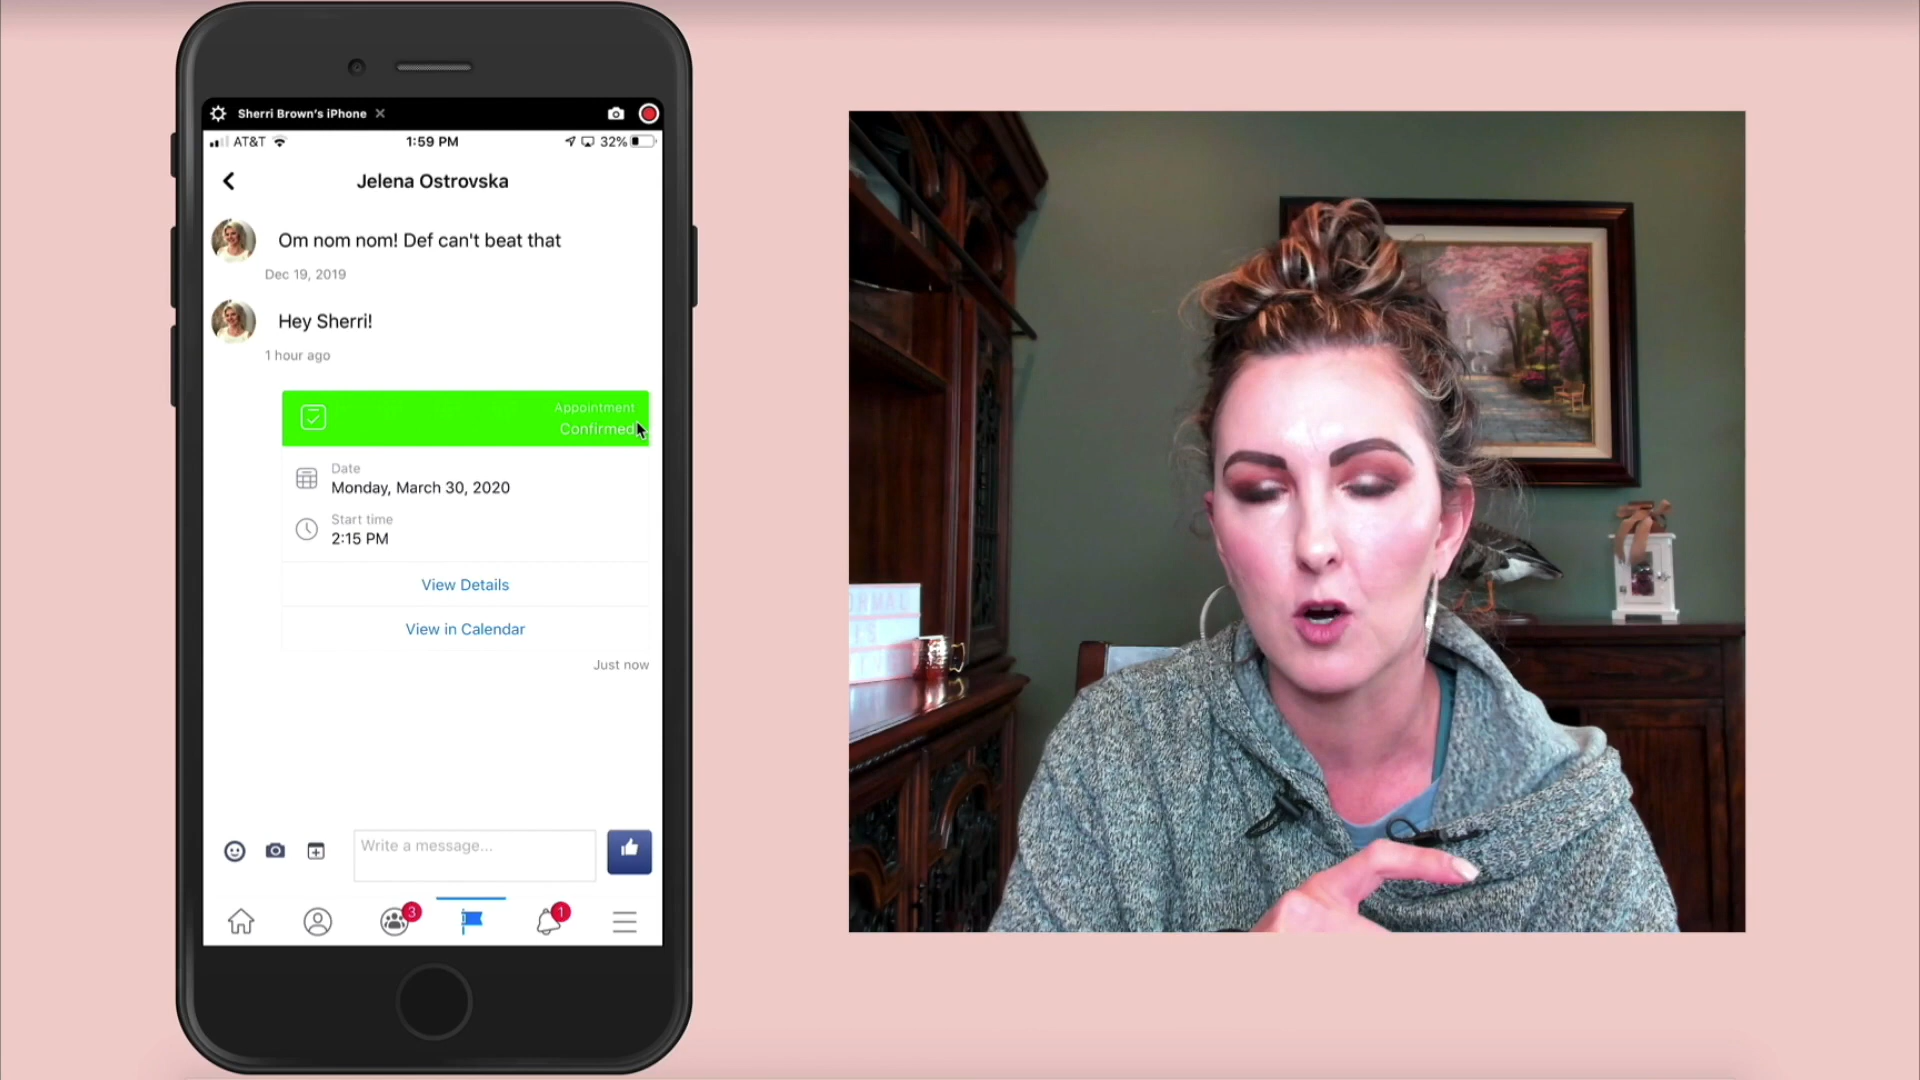 Sherri Brown's iPhone
AT&T
1:59 PM
32%
Jelena Ostrovska
Om nom nom! Def can't beat that
Dec 19, 2019
Hey Sherri!
1 hour ago
Appointment
Confirmed
Date
Monday, March 30, 2020
Start time
2:15 PM
View Details
View in Calendar
Just now
Write a message...
3
1